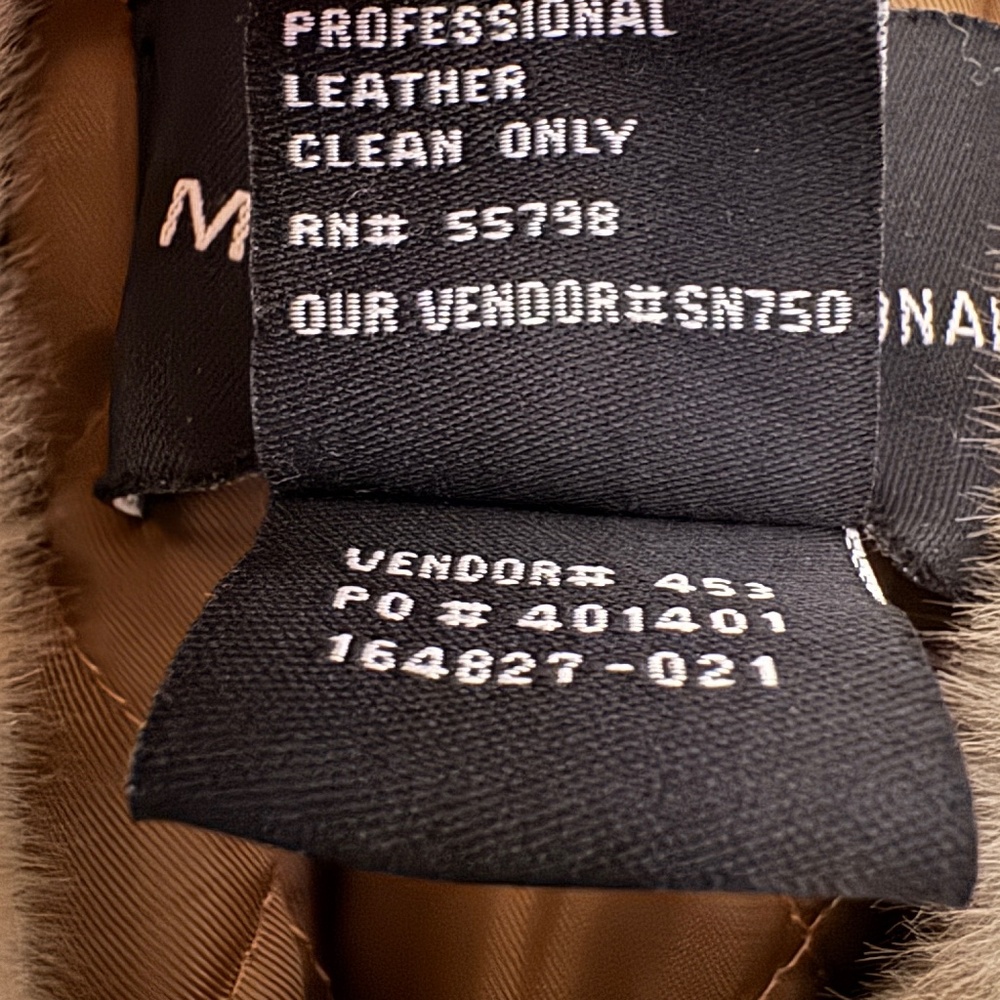 PROFESSIONAL
LEATHER
CLEAN ONLY
RN# 55798
OUR VENDOR#SN750
VENDOR# 453
PO # 401401
164827-021